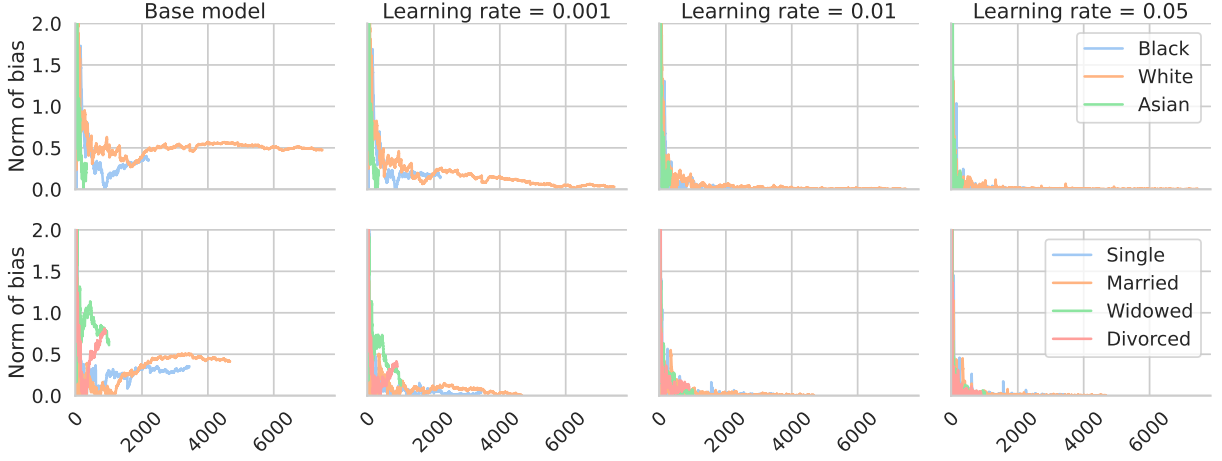 Base model
Learning rate = 0.001
Learning rate = 0.01
Learning rate = 0.05
Norm of bias
2.0
1.5
1.0
0.5
0.0
Black
White
Asian
Norm of bias
2.0
1.5
1.0
0.5
0.0
Single
Married
Widowed
Divorced
0 2000 4000 6000
0 2000 4000 6000
0 2000 4000 6000
0 2000 4000 6000